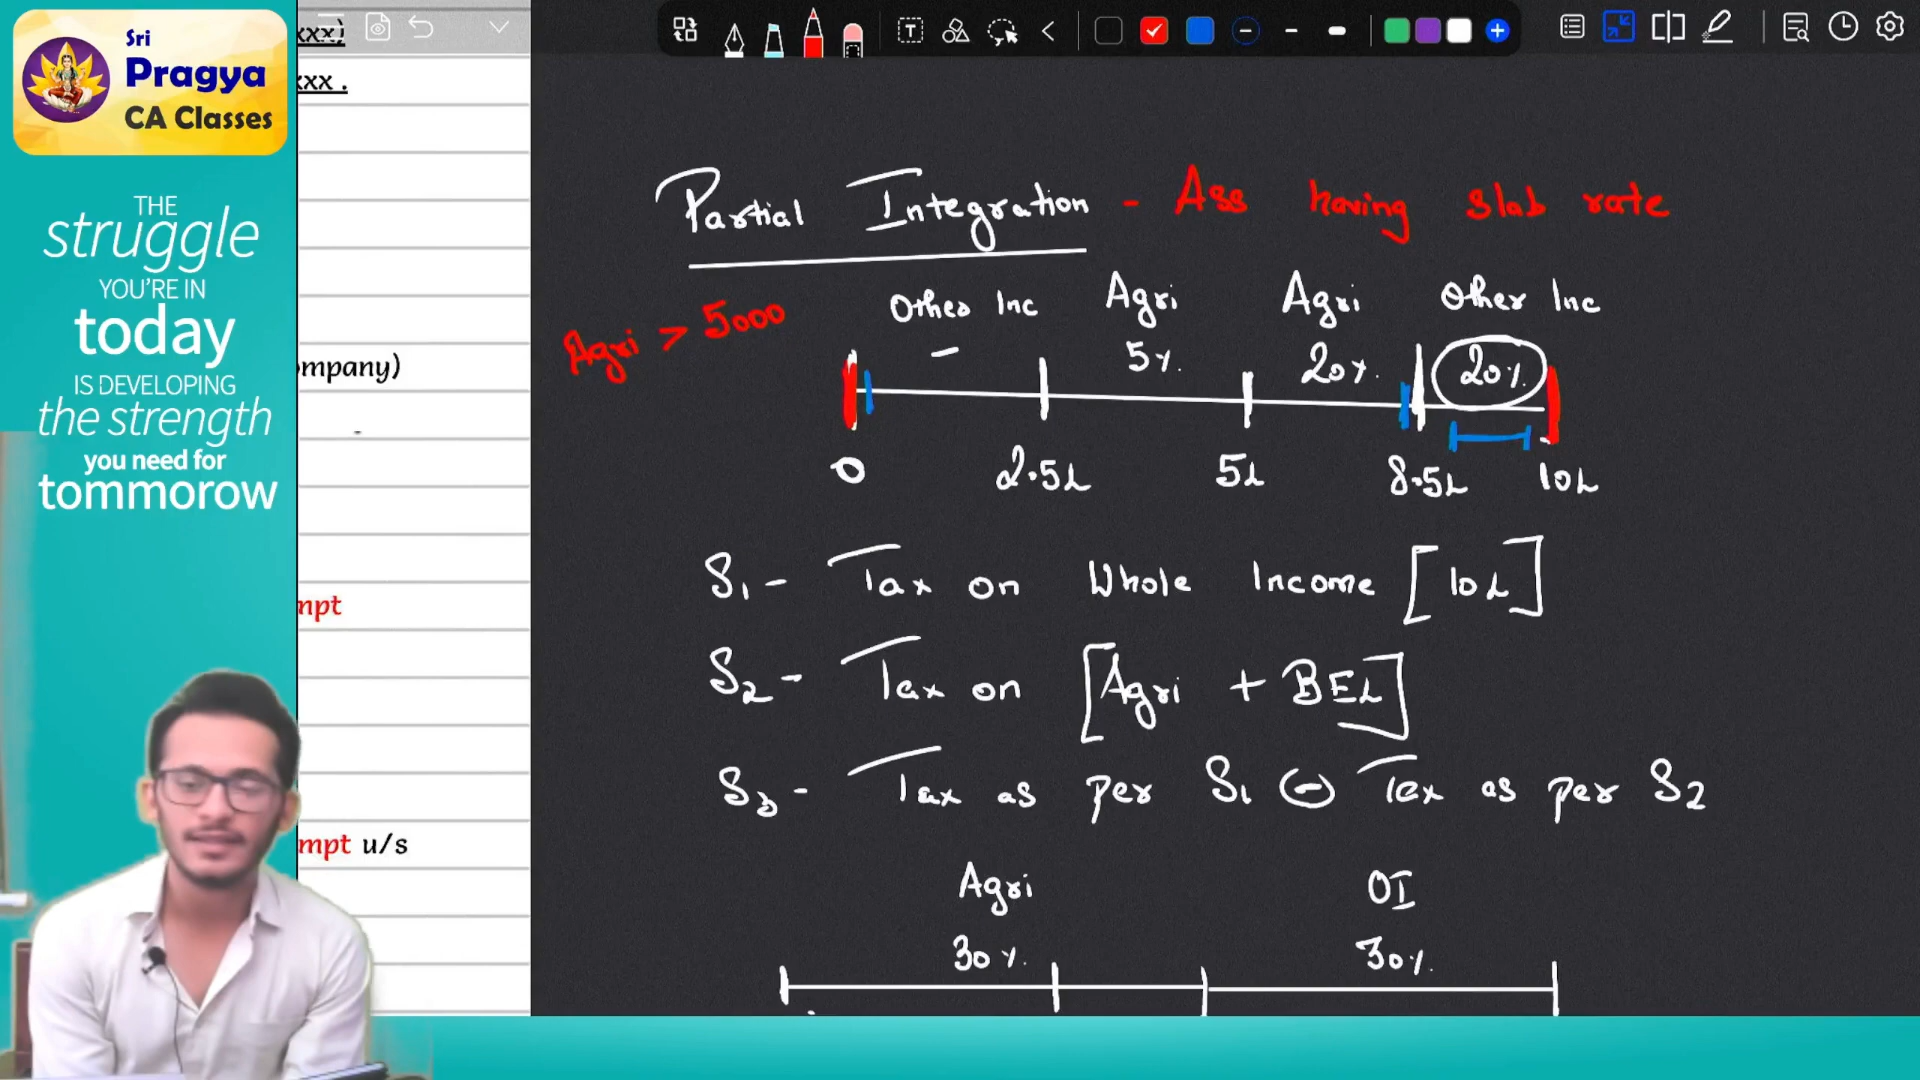 Sri
Pragya
CA Classes
THE
struggle
YOU'RE IN
today
IS DEVELOPING
the strength
you need for
tommorow
xxx)
xxx .
ompany)
mpt
mpt u/s
Partial Integration - Ass having slab rate
Agri > 5000
Other Inc Agri Agri Other Inc
- 5%. 20%. 20%.
0 2.5L 5L 8.5L 10L
S1 - Tax on Whole Income [10L]
S2 - Tax on [Agri + BEL]
S3 - Tax as per S1 (-) Tax as per S2
Agri OI
30%. 30%.